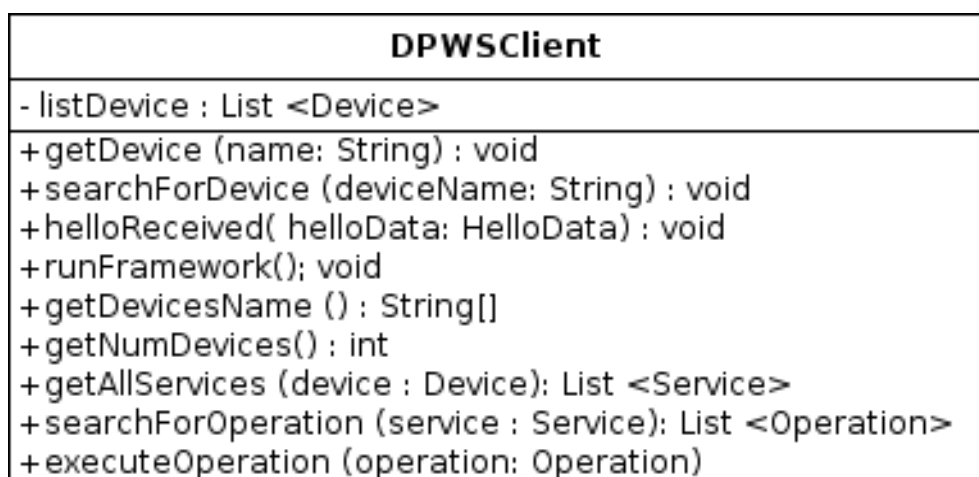 DPWSClient
- listDevice : List <Device>
+getDevice (name: String) : void
+searchForDevice (deviceName: String) : void
+helloReceived( helloData: HelloData) : void
+runFramework(); void
+getDevicesName () : String[]
+getNumDevices() : int
+getAllServices (device : Device): List <Service>
+searchForOperation (service : Service): List <Operation>
+executeOperation (operation: Operation)